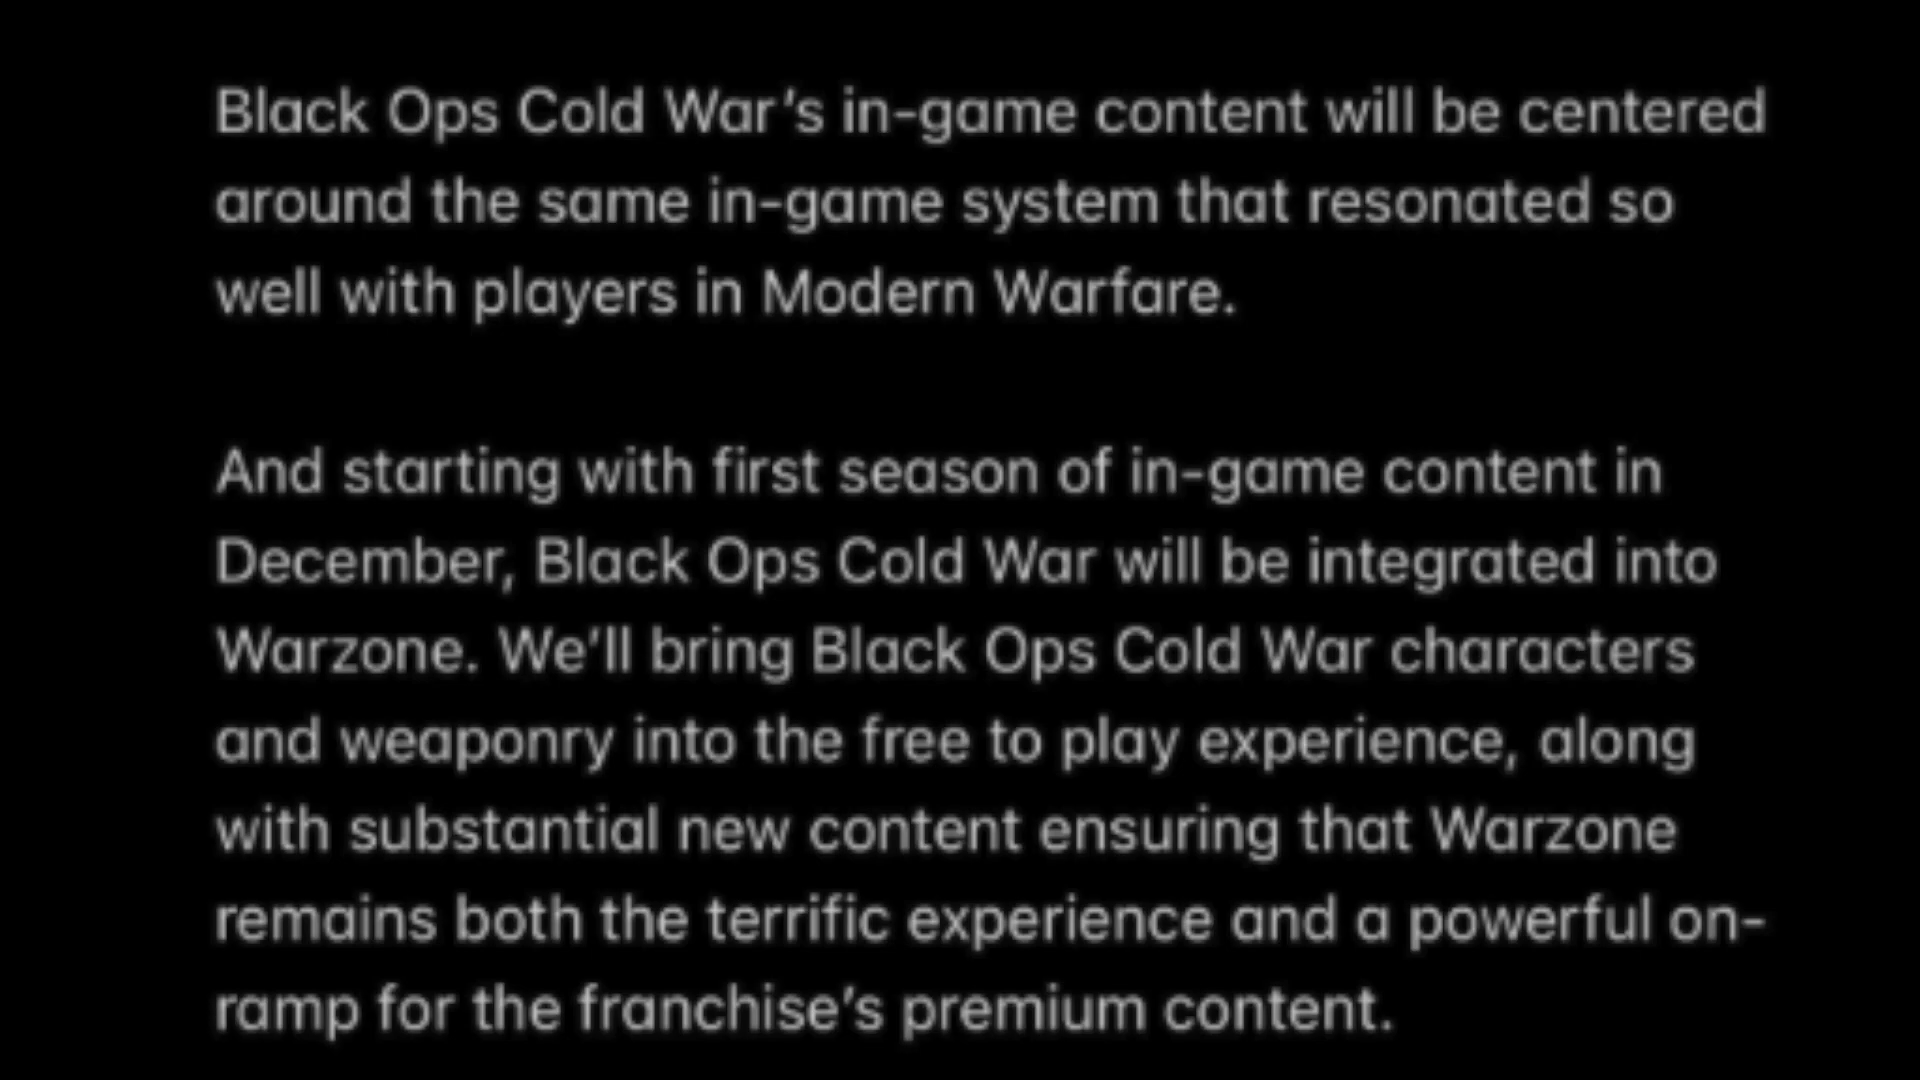 Black Ops Cold War’s in-game content will be centered
around the same in-game system that resonated so
well with players in Modern Warfare.
And starting with first season of in-game content in
December, Black Ops Cold War will be integrated into
Warzone. We’ll bring Black Ops Cold War characters
and weaponry into the free to play experience, along
with substantial new content ensuring that Warzone
remains both the terrific experience and a powerful on-
ramp for the franchise’s premium content.